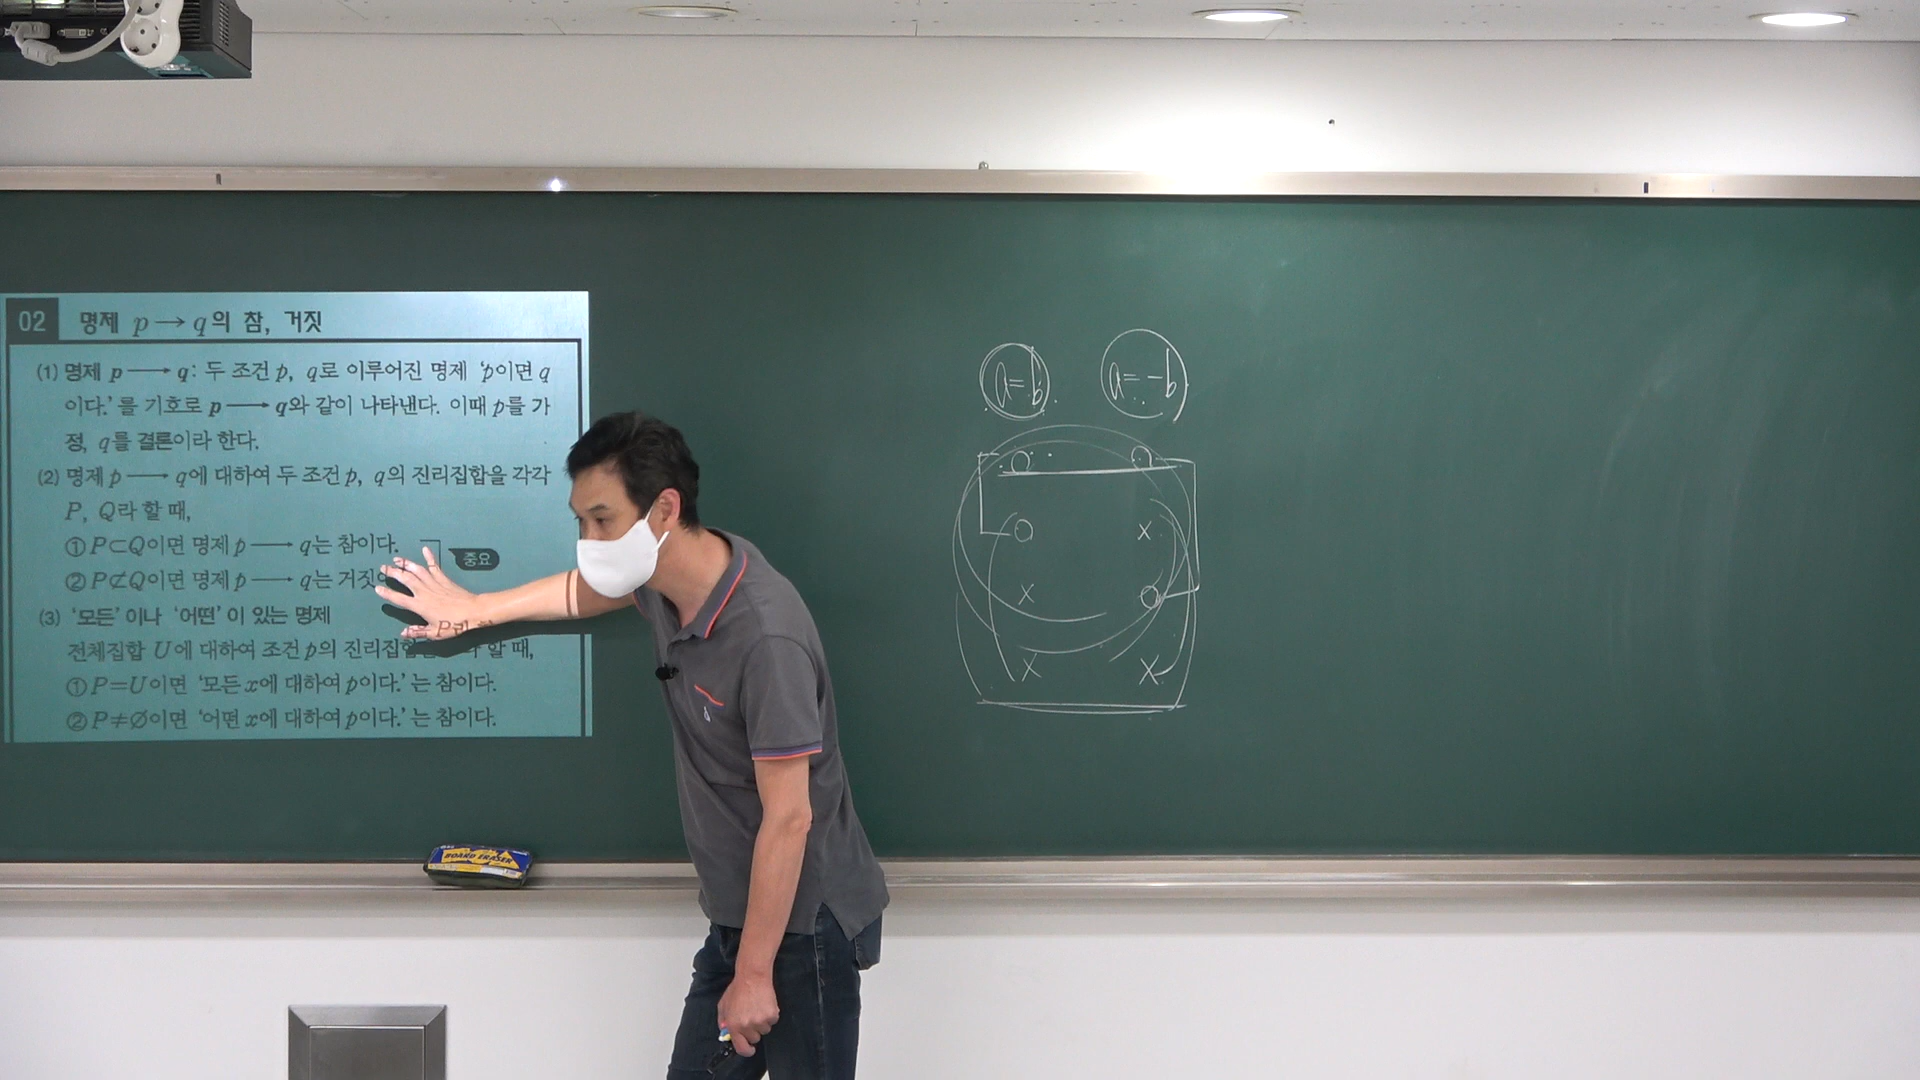 02 명제 p → q의 참, 거짓
(1) 명제 p → q: 두 조건 p, q로 이루어진 명제 ‘p이면 q
이다.’를 기호로 p → q와 같이 나타낸다. 이때 p를 가
정, q를 결론이라 한다.
(2) 명제 p → q에 대하여 두 조건 p, q의 진리집합을 각각
P, Q라 할 때,
① P⊂Q이면 명제 p → q는 참이다.
② P⊄Q이면 명제 p → q는 거짓
중요
(3) ‘모든’이나 ‘어떤’이 있는 명제
전체집합 U에 대하여 조건 p의 진리집합 할 때,
① P=U이면 ‘모든 x에 대하여 p이다.’는 참이다.
② P≠∅이면 ‘어떤 x에 대하여 p이다.’는 참이다.
a=b a=-b
O O
O X
X O
X X
BOARD ERASER